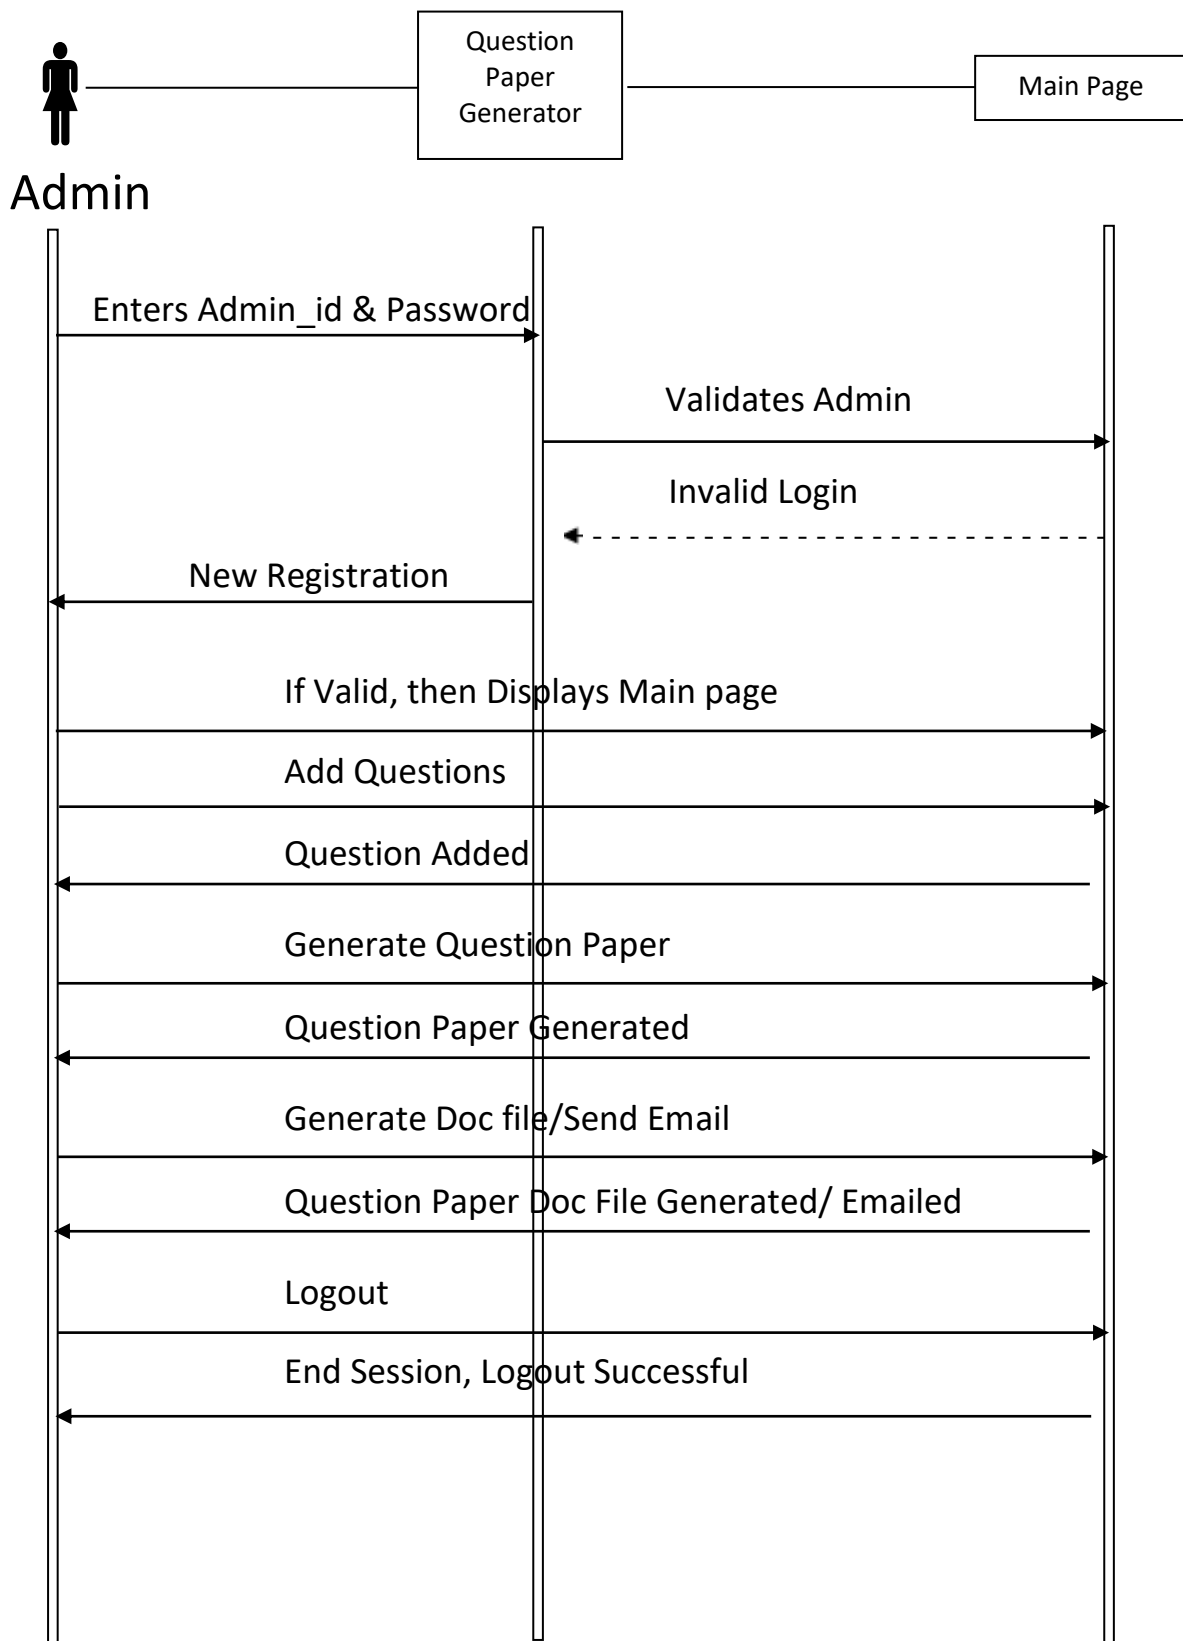 Question
Paper
Generator
Main Page
Admin
Enters Admin_id & Password
Validates Admin
Invalid Login
New Registration
If Valid, then Displays Main page
Add Questions
Question Added
Generate Question Paper
Question Paper Generated
Generate Doc file/Send Email
Question Paper Doc File Generated/ Emailed
Logout
End Session, Logout Successful